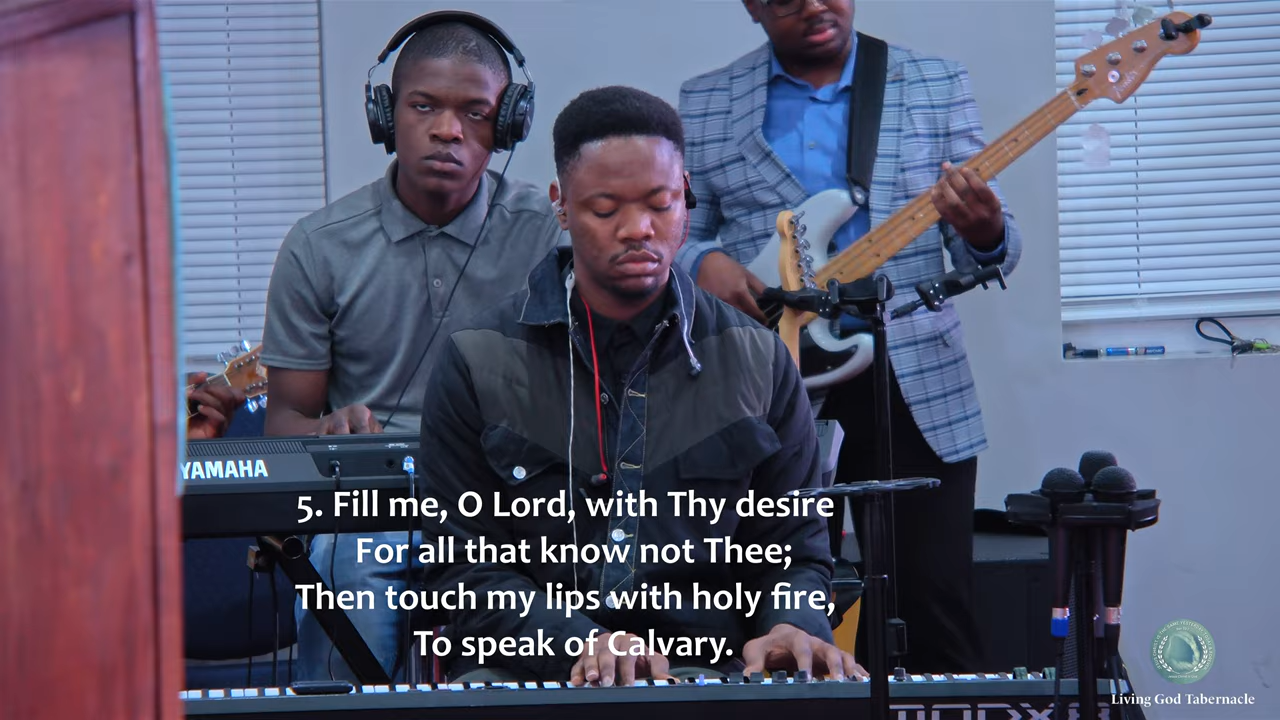 YAMAHA
5. Fill me, O Lord, with Thy desire
For all that know not Thee;
Then touch my lips with holy fire,
To speak of Calvary.
Living God Tabernacle